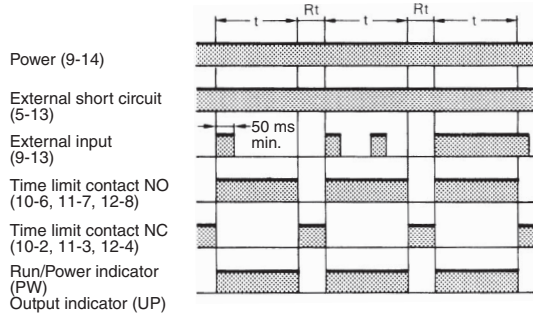 Rt Rt
t t t
Power (9-14)
External short circuit
(5-13)
External input
(9-13)
50 ms
min.
Time limit contact NO
(10-6, 11-7, 12-8)
Time limit contact NC
(10-2, 11-3, 12-4)
Run/Power indicator
(PW)
Output indicator (UP)